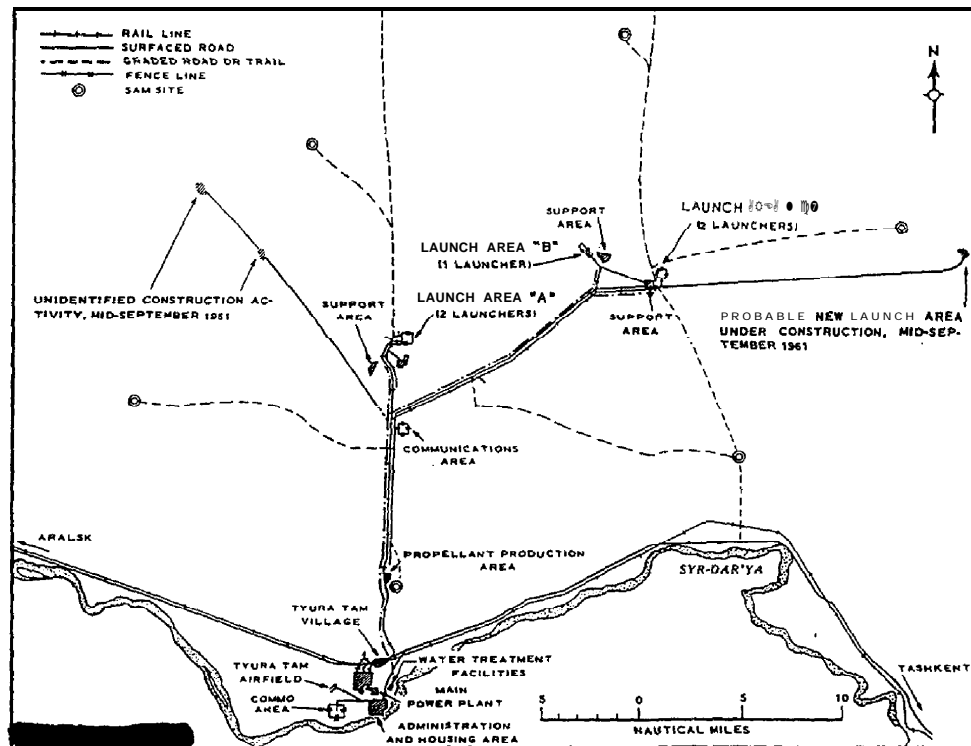 RAIL LINE
SURFACED ROAD
GRADED ROAD OR TRAIL
FENCE LINE
SAM SITE
N
SUPPORT
AREA
LAUNCH
(2 LAUNCHERS)
LAUNCH AREA "B"
(1 LAUNCHER)
UNIDENTIFIED CONSTRUCTION AC-
TIVITY, MID-SEPTEMBER 1961
SUPPORT
AREA
LAUNCH AREA "A"
(2 LAUNCHERS)
SUPPORT
AREA
PROBABLE NEW LAUNCH AREA
UNDER CONSTRUCTION, MID-SEP-
TEMBER 1961
COMMUNICATIONS
AREA
ARALSK
PROPELLANT PRODUCTION
AREA
SYR-DAR'YA
TYURA TAM
VILLAGE
WATER TREATMENT
FACILITIES
TYURA TAM
AIRFIELD
MAIN
POWER PLANT
COMMO
AREA
ADMINISTRATION
AND HOUSING AREA
TASHKENT
5 0 5 10
NAUTICAL MILES